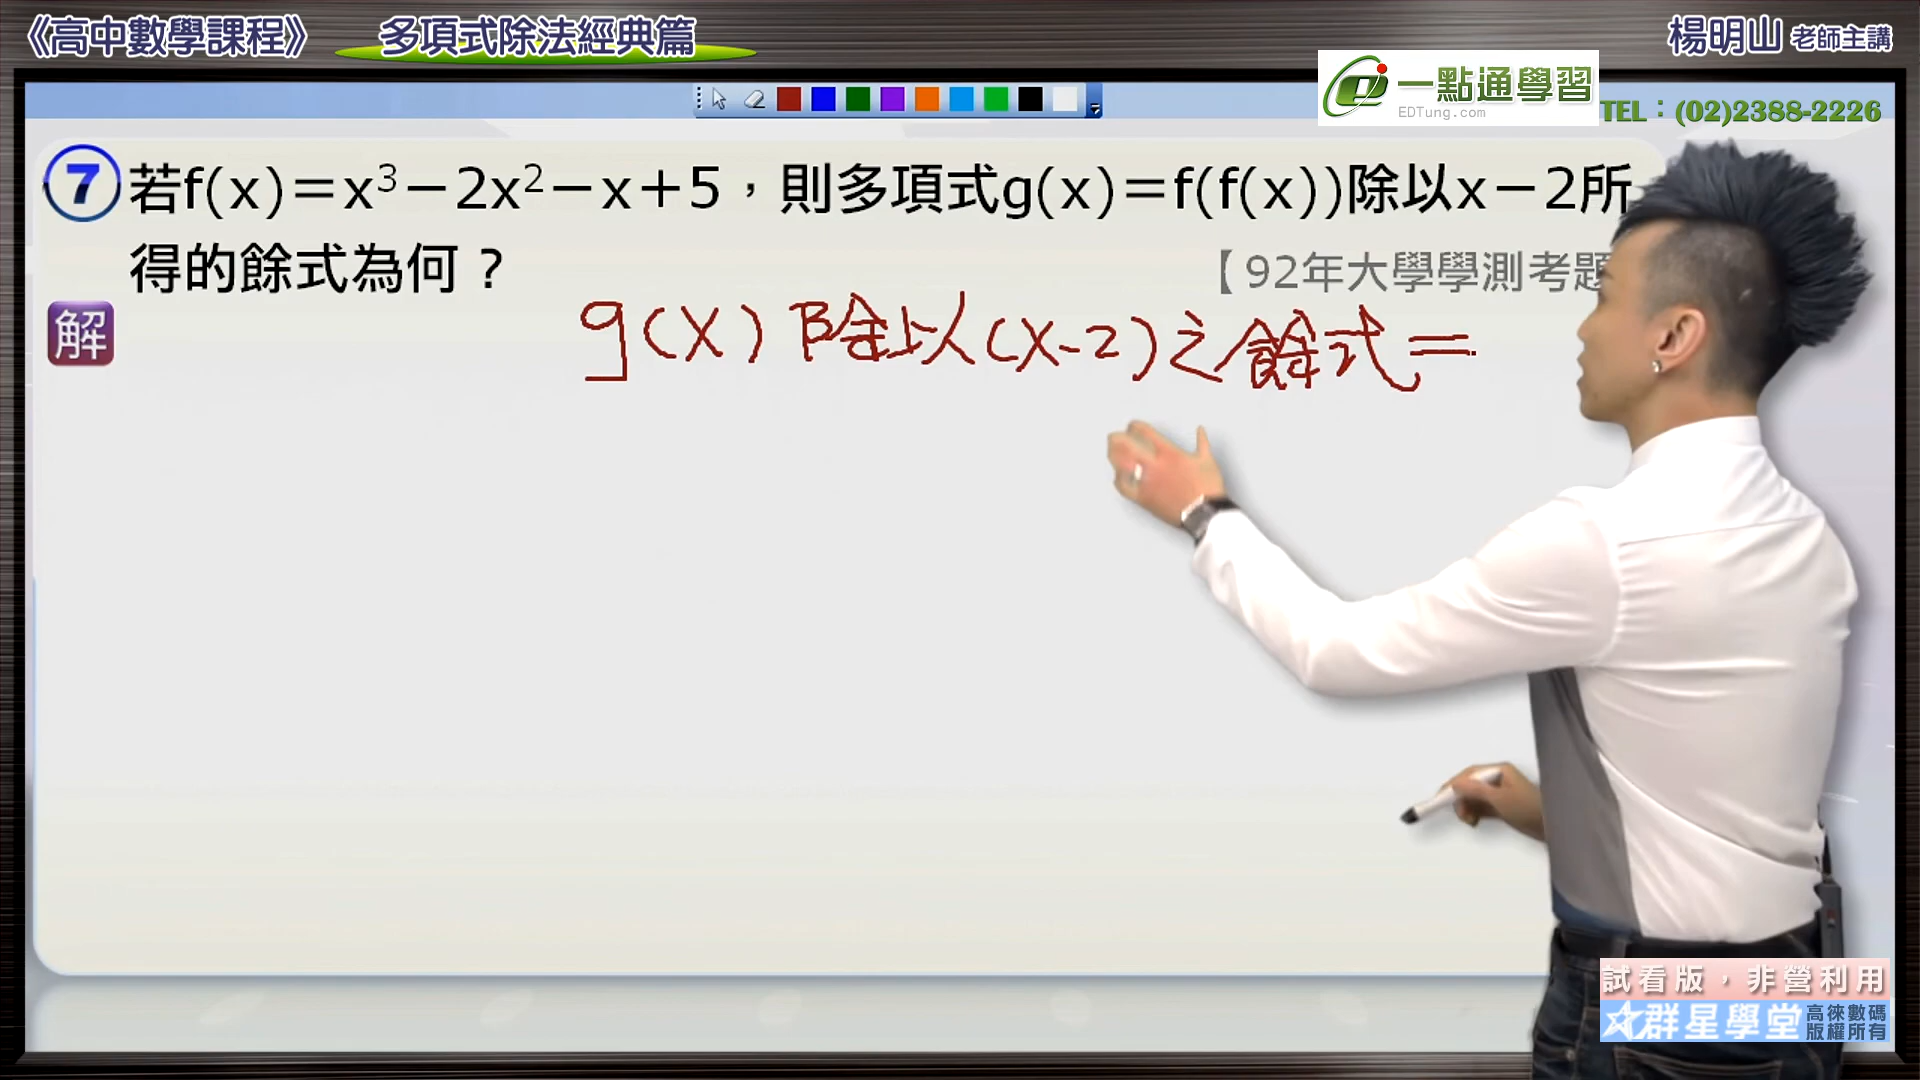 《高中數學課程》 多項式除法經典篇 楊明山 老師主講
一點通學習
EDTung.com
TEL：(02)2388-2226
7 若f(x)＝x³－2x²－x＋5，則多項式g(x)＝f(f(x))除以x－2所
得的餘式為何？
【92年大學學測考題
解
g(x) 除以(x-2)之餘式＝
試看版，非營利用
群星學堂 高徠數碼
版權所有